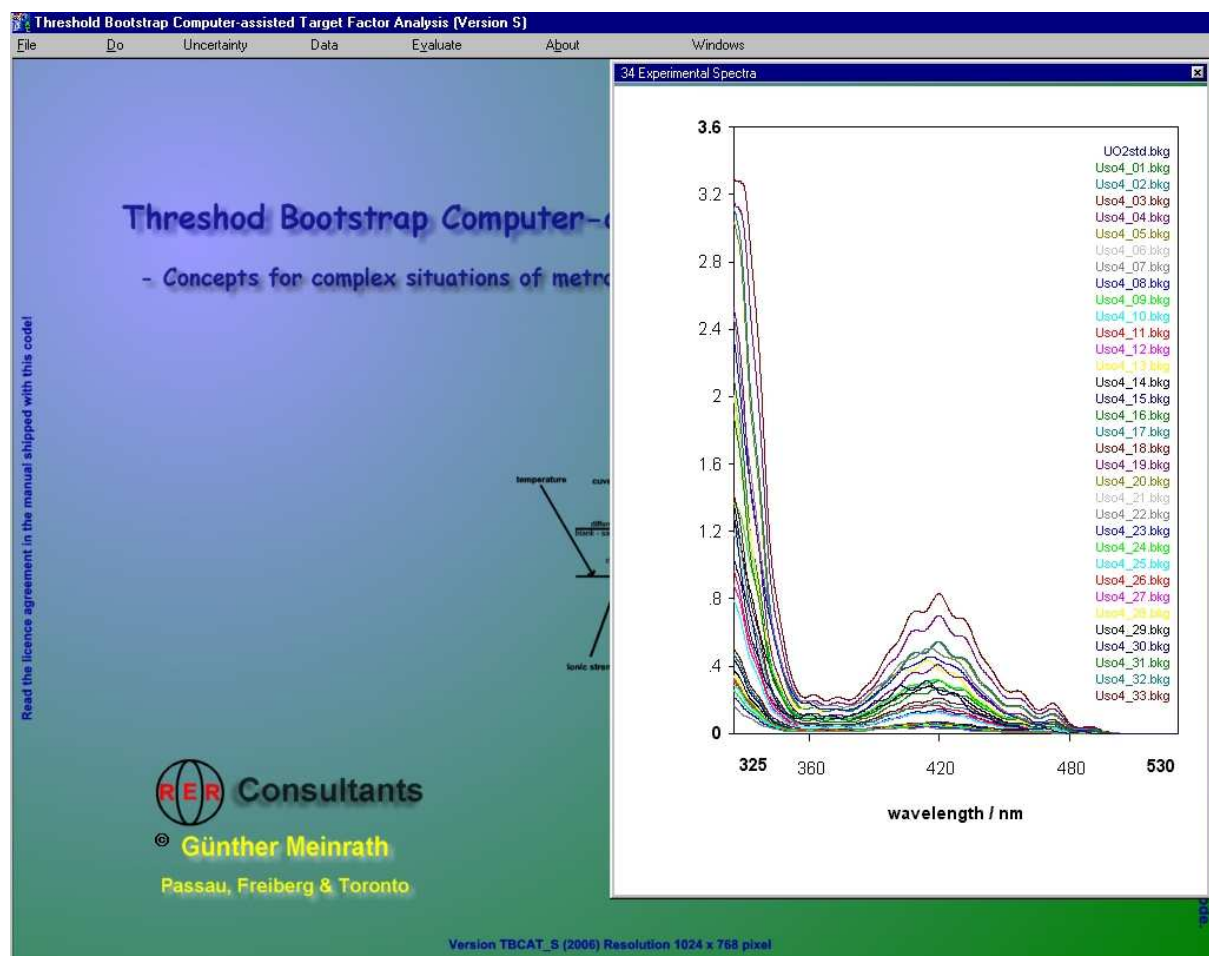 Threshold Bootstrap Computer-assisted Target Factor Analysis (Version S)
File Do Uncertainty Data Evaluate About Windows
34 Experimental Spectra
Threshod Bootstrap Computer-
- Concepts for complex situations of metro
Read the licence agreement in the manual shipped with this code!
temperature
blank - sa
ionic stren
3.6
3.2
2.8
2.4
2
1.6
1.2
.8
.4
0
325 360 420 480 530
wavelength / nm
UO2std.bkg
Uso4_01.bkg
Uso4_02.bkg
Uso4_03.bkg
Uso4_04.bkg
Uso4_05.bkg
Uso4_06.bkg
Uso4_07.bkg
Uso4_08.bkg
Uso4_09.bkg
Uso4_10.bkg
Uso4_11.bkg
Uso4_12.bkg
Uso4_13.bkg
Uso4_14.bkg
Uso4_15.bkg
Uso4_16.bkg
Uso4_17.bkg
Uso4_18.bkg
Uso4_19.bkg
Uso4_20.bkg
Uso4_21.bkg
Uso4_22.bkg
Uso4_23.bkg
Uso4_24.bkg
Uso4_25.bkg
Uso4_26.bkg
Uso4_27.bkg
Uso4_28.bkg
Uso4_29.bkg
Uso4_30.bkg
Uso4_31.bkg
Uso4_32.bkg
Uso4_33.bkg
RER Consultants
© Günther Meinrath
Passau, Freiberg & Toronto
Version TBCAT_S (2006) Resolution 1024 x 768 pixel